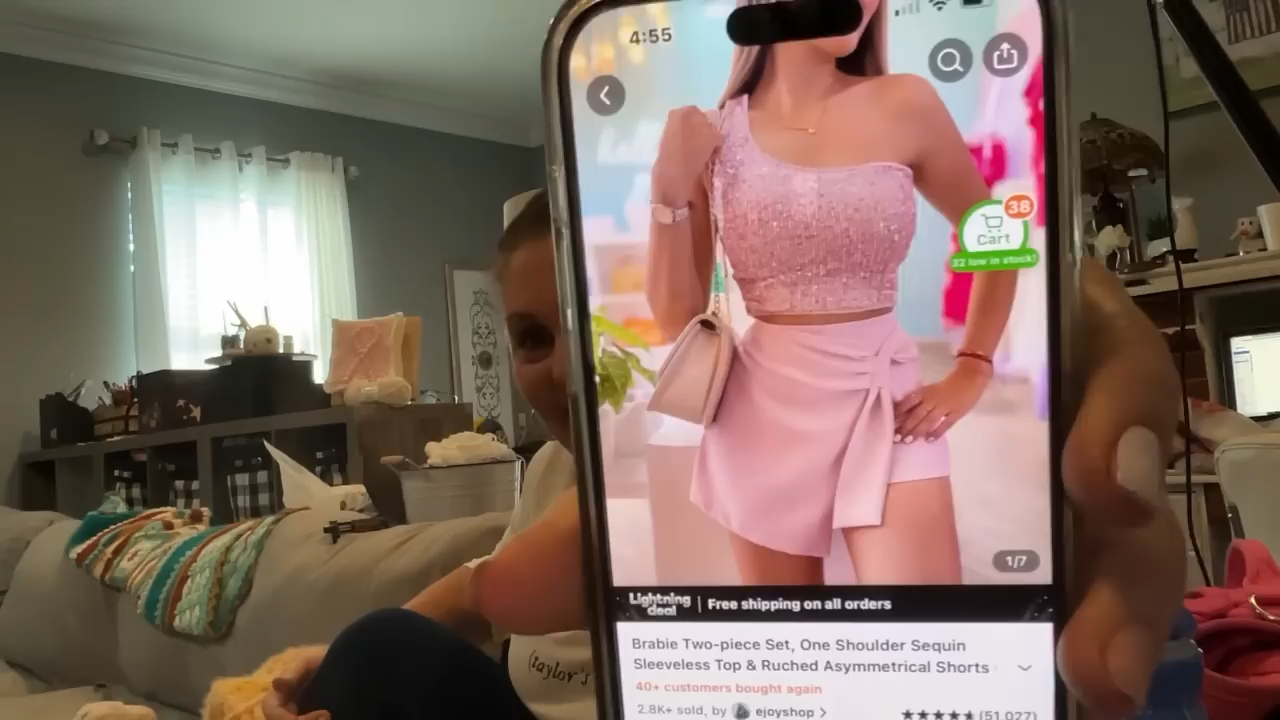 4:55
38
Cart
32 low in stock!
1/7
Lightning deal | Free shipping on all orders
Brabie Two-piece Set, One Shoulder Sequin
Sleeveless Top & Ruched Asymmetrical Shorts
40+ customers bought again
2.8K+ sold, by ejoyshop >
(51,027)
(taylor's